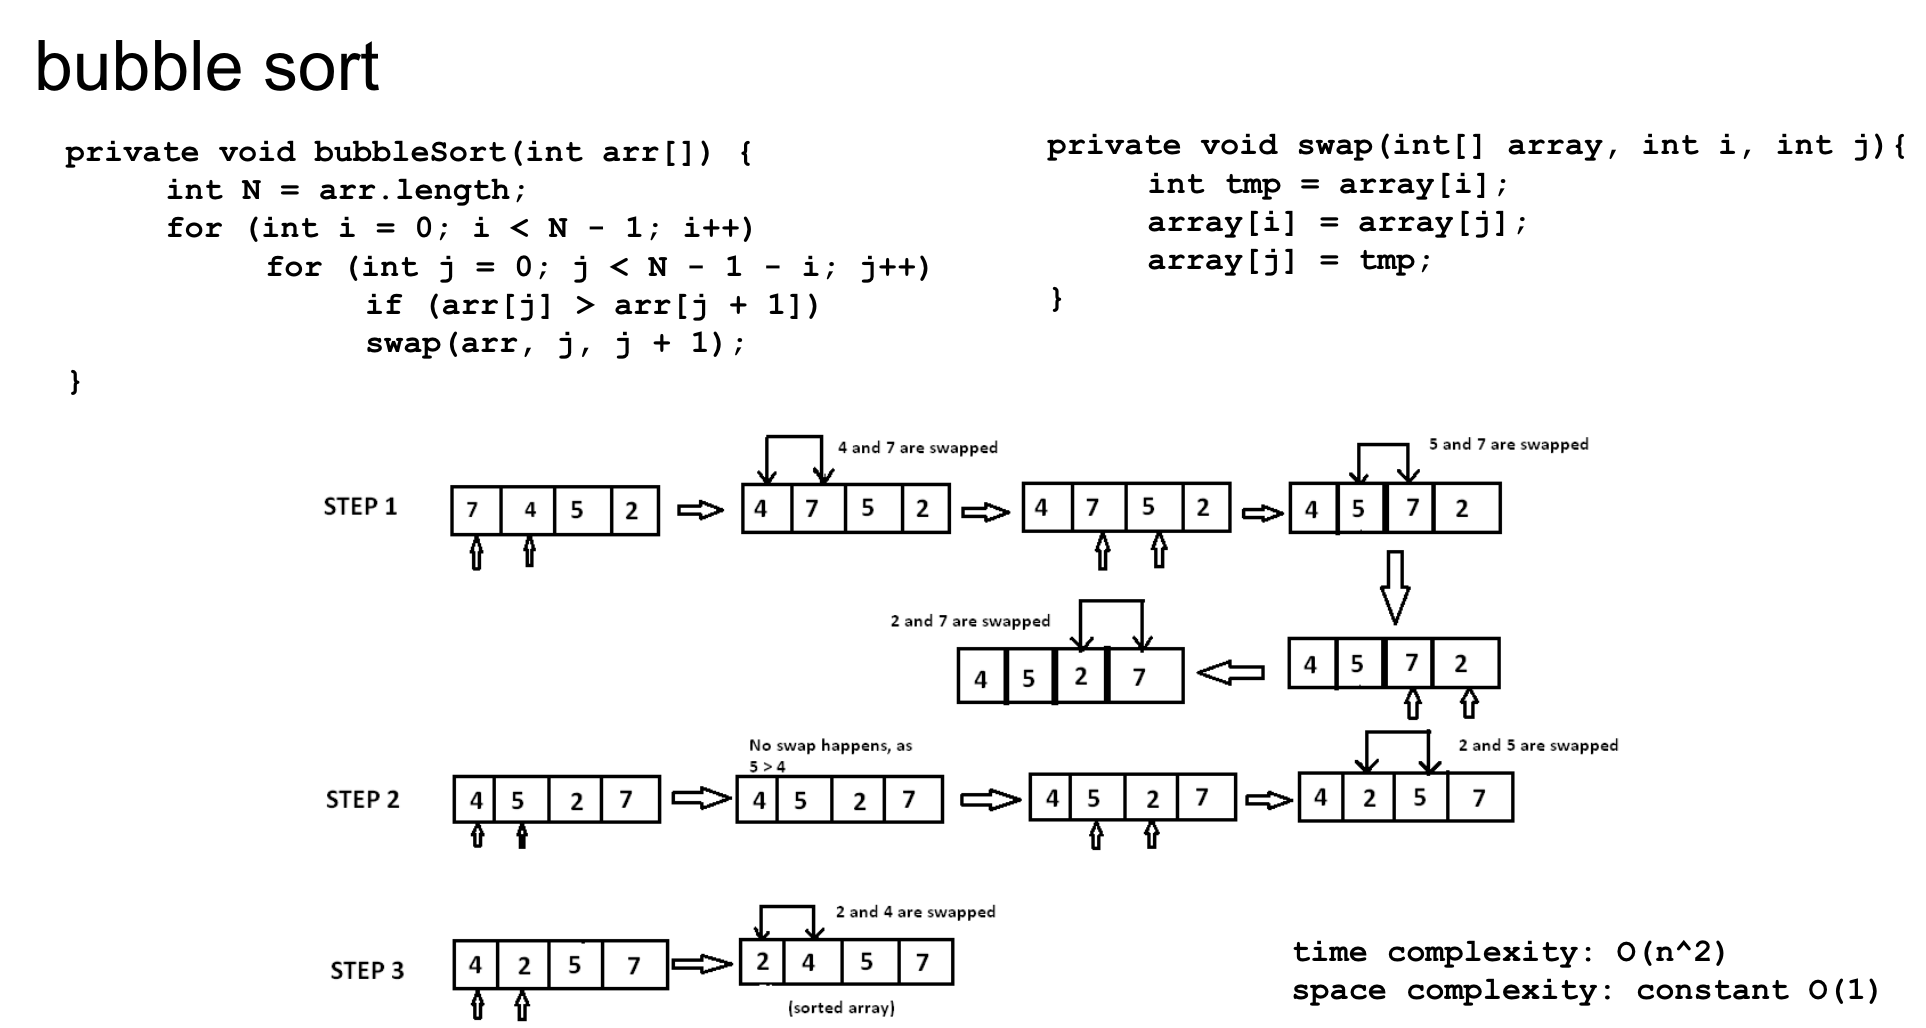 bubble sort
private void bubbleSort(int arr[]) {
int N = arr.length;
for (int i = 0; i < N - 1; i++)
for (int j = 0; j < N - 1 - i; j++)
if (arr[j] > arr[j + 1])
swap(arr, j, j + 1);
}
private void swap(int[] array, int i, int j){
int tmp = array[i];
array[i] = array[j];
array[j] = tmp;
}
4 and 7 are swapped
5 and 7 are swapped
STEP 1
7 4 5 2
4 7 5 2
4 7 5 2
4 5 7 2
2 and 7 are swapped
4 5 2 7
4 5 7 2
No swap happens, as
5 > 4
2 and 5 are swapped
STEP 2
4 5 2 7
4 5 2 7
4 5 2 7
4 2 5 7
2 and 4 are swapped
STEP 3
4 2 5 7
2 4 5 7
(sorted array)
time complexity: O(n^2)
space complexity: constant O(1)